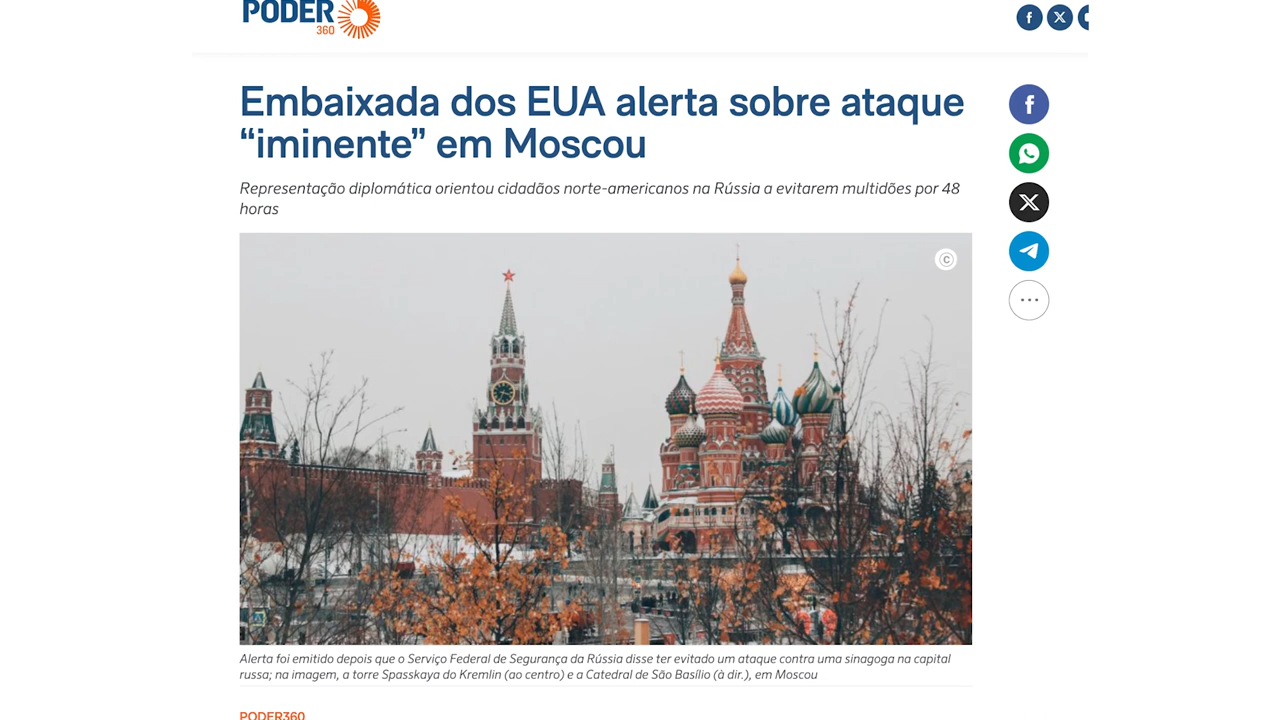 PODER
360
Embaixada dos EUA alerta sobre ataque
“iminente” em Moscou
Representação diplomática orientou cidadãos norte-americanos na Rússia a evitarem multidões por 48
horas
©
Alerta foi emitido depois que o Serviço Federal de Segurança da Rússia disse ter evitado um ataque contra uma sinagoga na capital
russa; na imagem, a torre Spasskaya do Kremlin (ao centro) e a Catedral de São Basílio (à dir.), em Moscou
PODER360